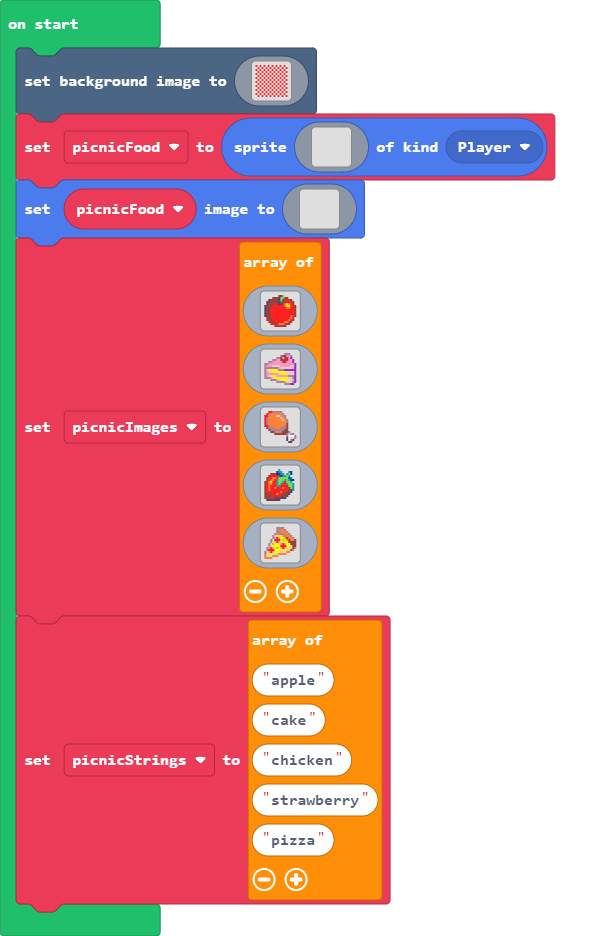 on start
set background image to
set picnicFood to sprite of kind Player
set picnicFood image to
array of
set picnicImages to
array of
"apple"
"cake"
"chicken"
set picnicStrings to
"strawberry"
"pizza"